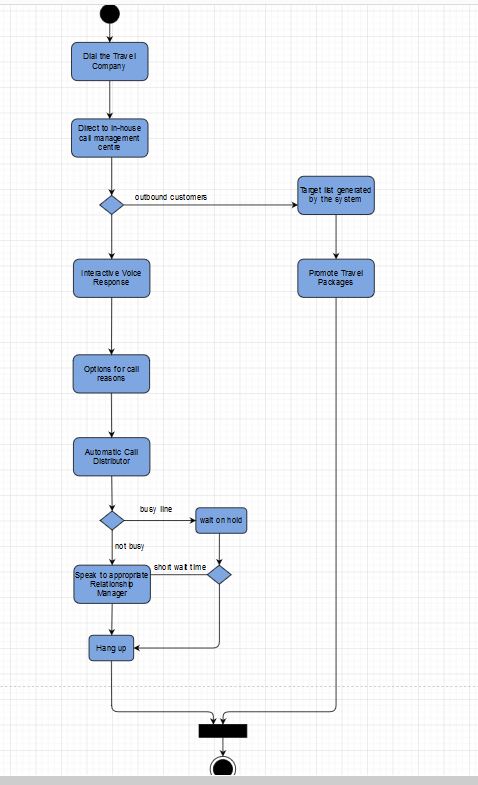 Dial the Travel
Company
Direct to in-house
call management
centre
outbound customers
Target list generated
by the system
Interactive Voice
Response
Promote Travel
Packages
Options for call
reasons
Automatic Call
Distributor
busy line
wait on hold
not busy
short wait time
Speak to appropriate
Relationship
Manager
Hang up